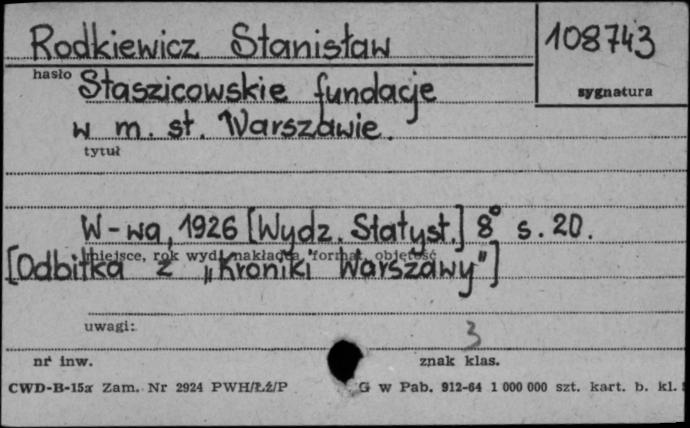 Rodkiewicz Stanisław
108743
hasło
sygnatura
Staszicowskie fundacje
w m. st. Warszawie.
tytuł
W-wa, 1926 [Wydz. Statyst.] 8° s. 20.
miejsce, rok wyd. nakładca, format, objętość
[Odbitka z „Kroniki Warszawy"]
uwagi:
3
nr inw.
znak klas.
CWD-B-15x Zam. Nr 2924 PWH/Łź/P G w Pab. 912-64 1 000 000 szt. kart. b. kl.